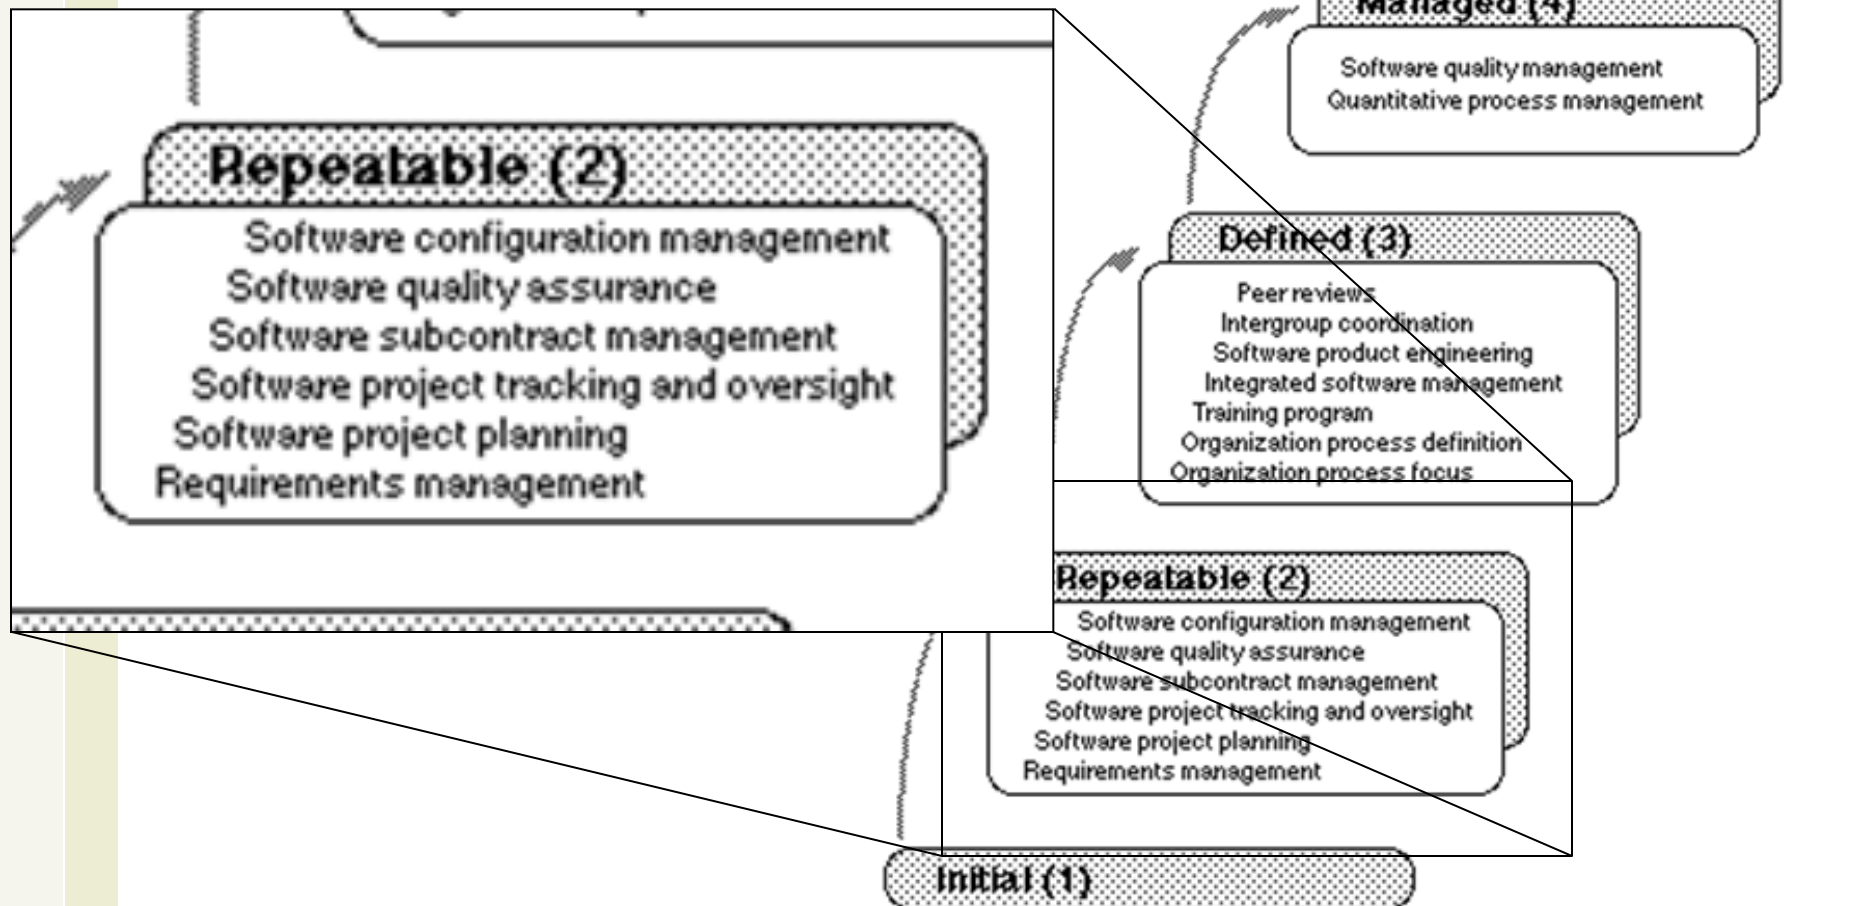 Repeatable (2)
Software configuration management
Software quality assurance
Software subcontract management
Software project tracking and oversight
Software project planning
Requirements management
Managed (4)
Software quality management
Quantitative process management
Defined (3)
Peer reviews
Intergroup coordination
Software product engineering
Integrated software management
Training program
Organization process definition
Organization process focus
Repeatable (2)
Software configuration management
Software quality assurance
Software subcontract management
Software project tracking and oversight
Software project planning
Requirements management
Initial (1)